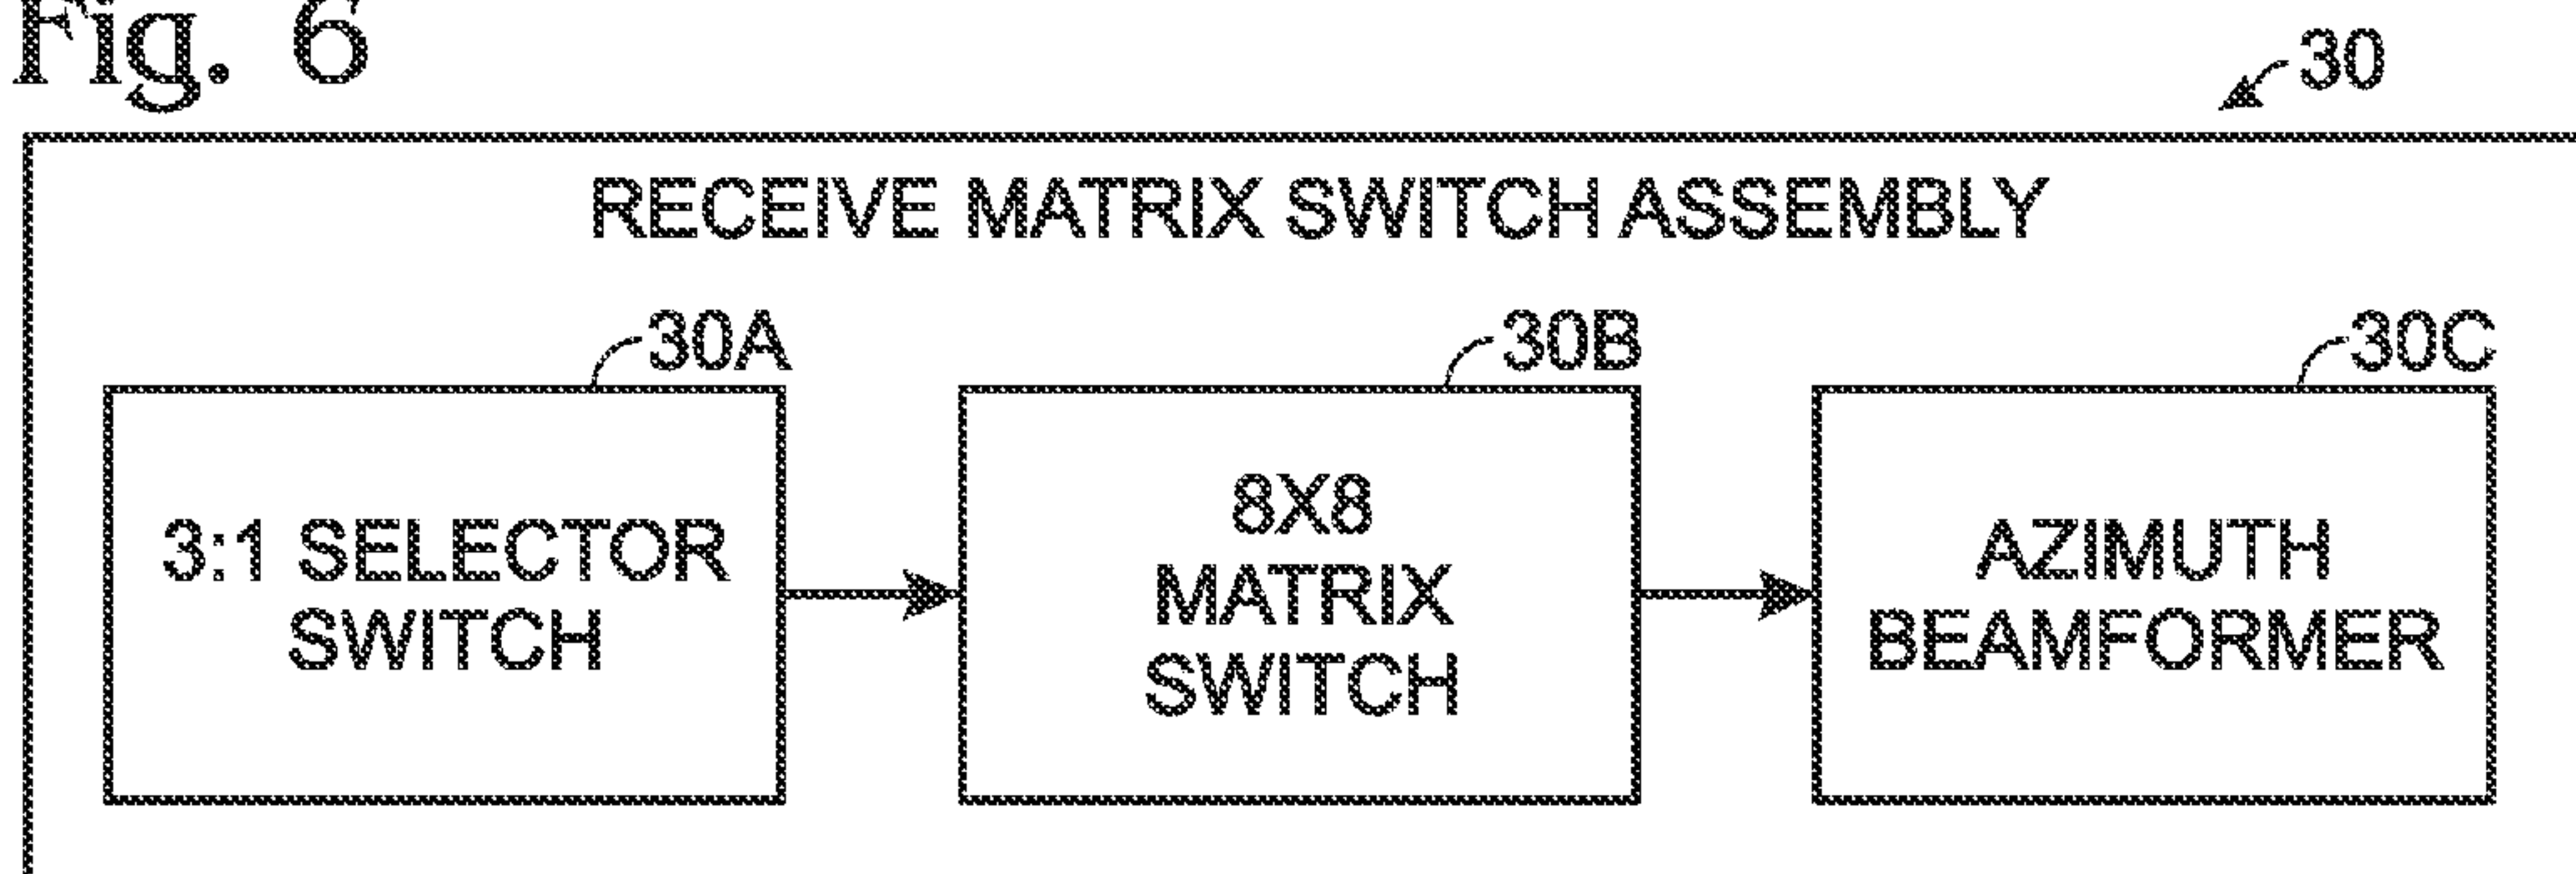 Fig. 6
30
RECEIVE MATRIX SWITCH ASSEMBLY
30A
30B
30C
3:1 SELECTOR
SWITCH
8X8
MATRIX
SWITCH
AZIMUTH
BEAMFORMER